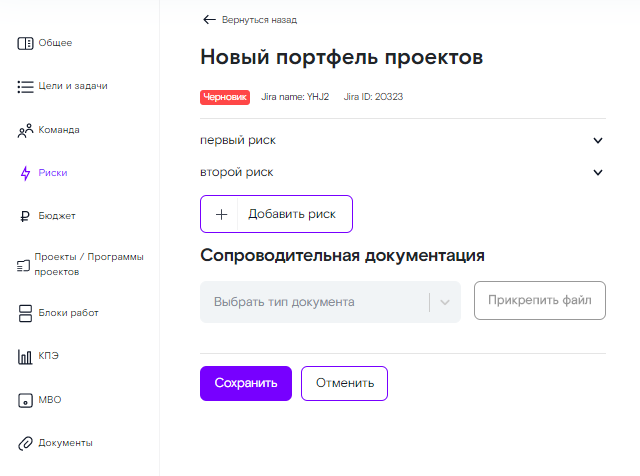 Общее
Цели и задачи
Команда
Риски
Бюджет
Проекты / Программы
проектов
Блоки работ
КПЭ
МВО
Документы
Вернуться назад
Новый портфель проектов
Черновик Jira name: YHJ2 Jira ID: 20323
первый риск
второй риск
Добавить риск
Сопроводительная документация
Выбрать тип документа Прикрепить файл
Сохранить Отменить